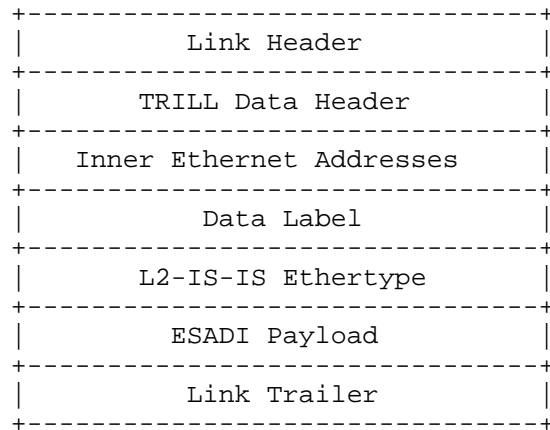 +--------------------------------+
| Link Header |
+--------------------------------+
| TRILL Data Header |
+--------------------------------+
| Inner Ethernet Addresses |
+--------------------------------+
| Data Label |
+--------------------------------+
| L2-IS-IS Ethertype |
+--------------------------------+
| ESADI Payload |
+--------------------------------+
| Link Trailer |
+--------------------------------+